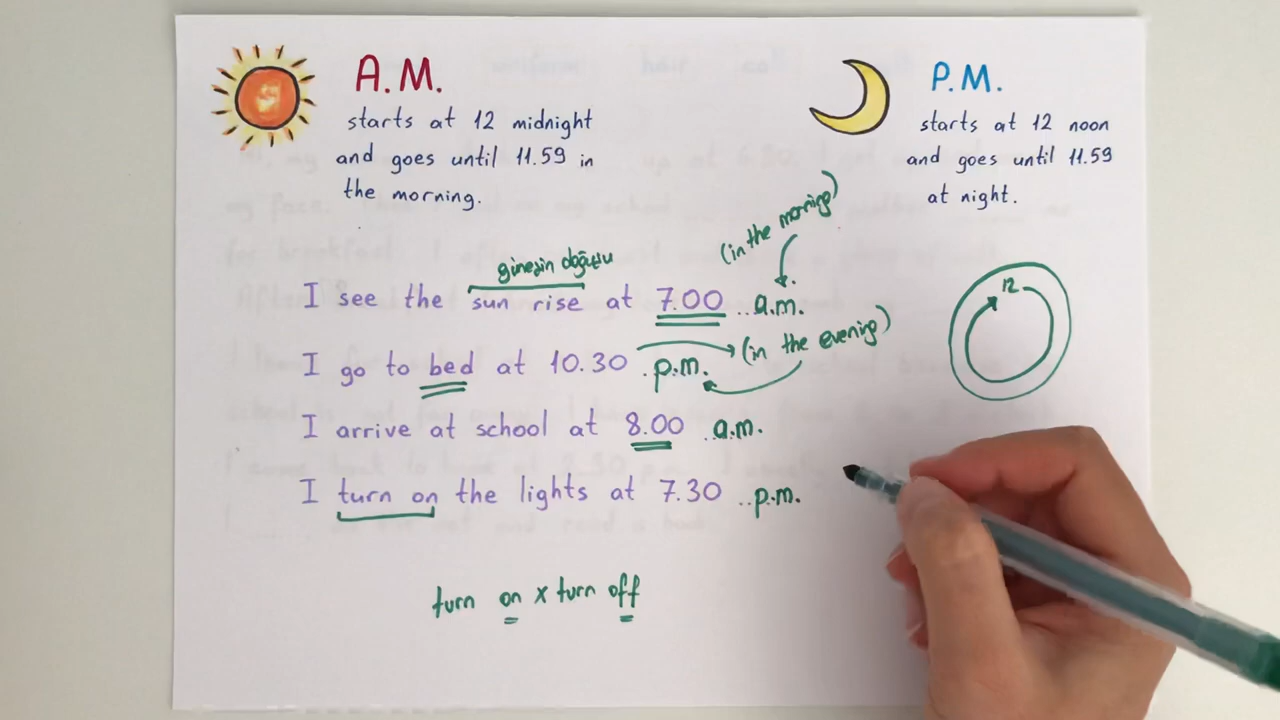 A.M.
starts at 12 midnight
and goes until 11.59 in
the morning.
P.M.
starts at 12 noon
and goes until 11.59
at night.
(in the morning)
güneşin doğuşu
I see the sun rise at 7.00 ..a.m.
(in the evening)
I go to bed at 10.30 .p.m.
I arrive at school at 8.00 ..a.m.
I turn on the lights at 7.30 ..p.m.
12
turn on x turn off